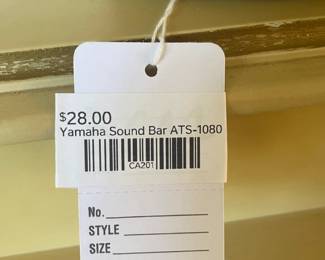 $28.00
Yamaha Sound Bar ATS-1080
CA201
No.
STYLE
SIZE